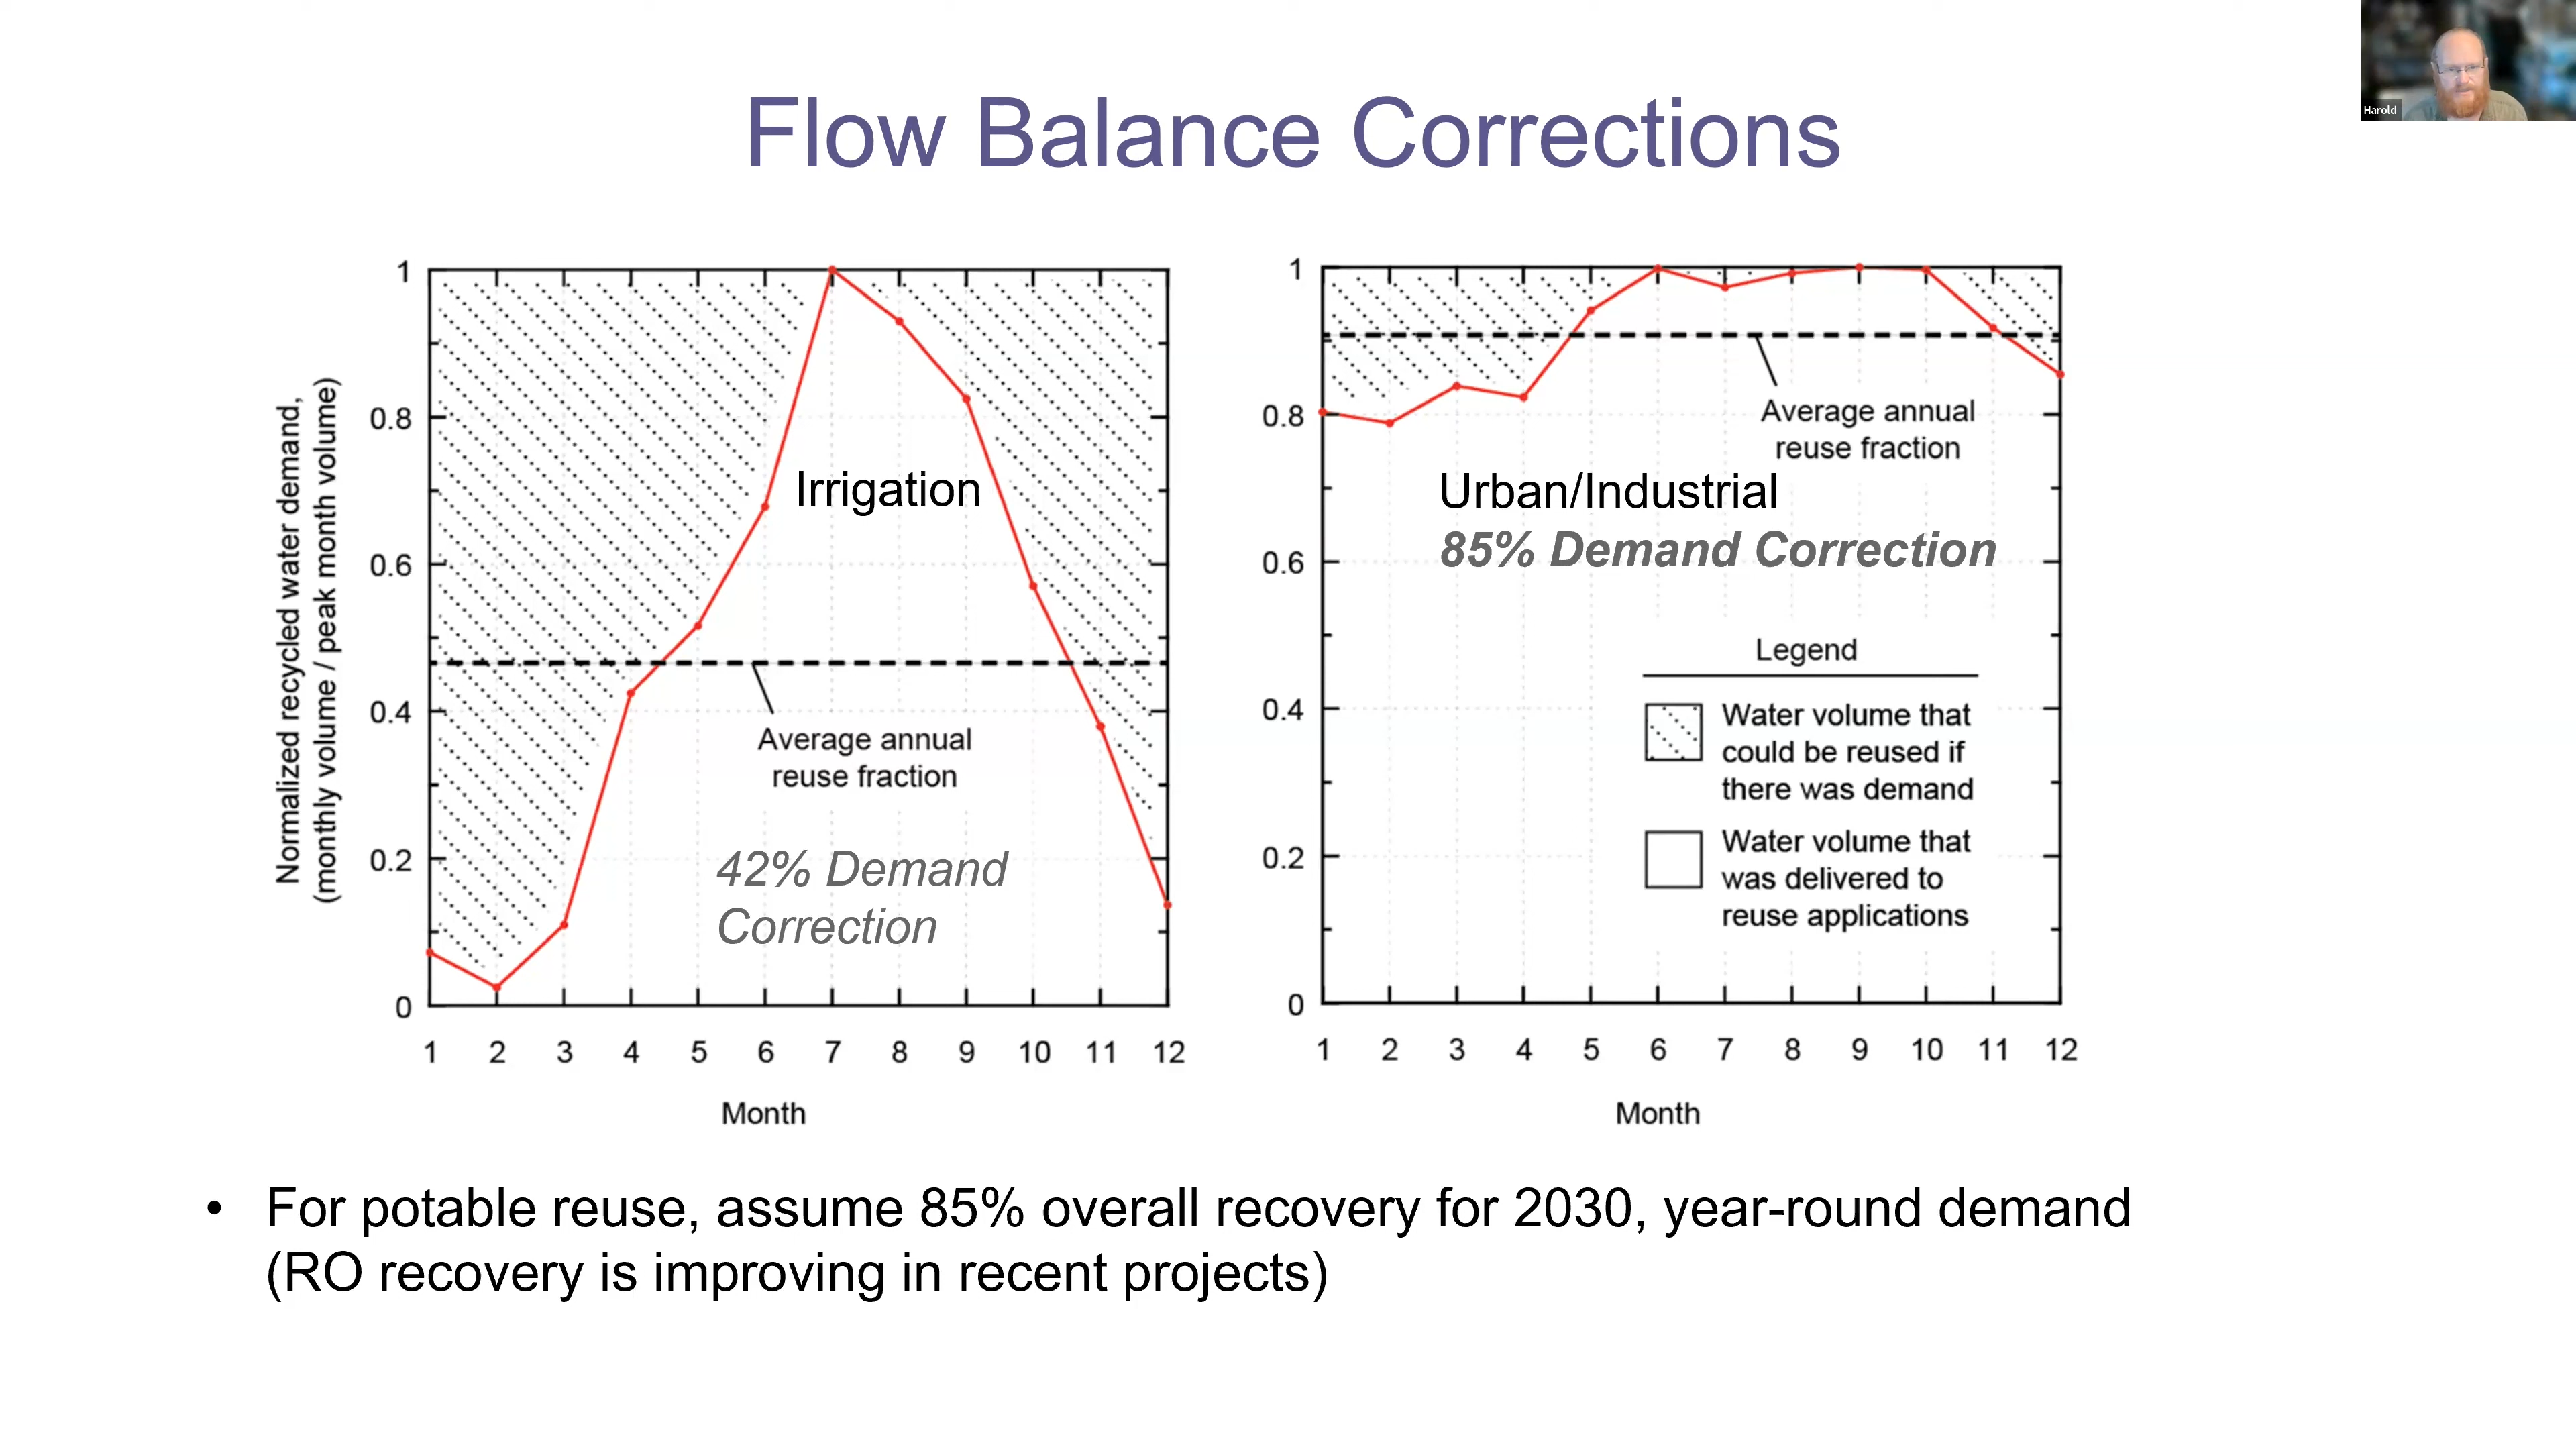 Harold
Flow Balance Corrections
Normalized recycled water demand,
(monthly volume / peak month volume)
1
0.8
0.6
0.4
0.2
0
Irrigation
Average annual
reuse fraction
42% Demand
Correction
1 2 3 4 5 6 7 8 9 10 11 12
Month
1
0.8
0.6
0.4
0.2
0
Average annual
reuse fraction
Urban/Industrial
85% Demand Correction
Legend
Water volume that
could be reused if
there was demand
Water volume that
was delivered to
reuse applications
1 2 3 4 5 6 7 8 9 10 11 12
Month
• For potable reuse, assume 85% overall recovery for 2030, year-round demand
(RO recovery is improving in recent projects)